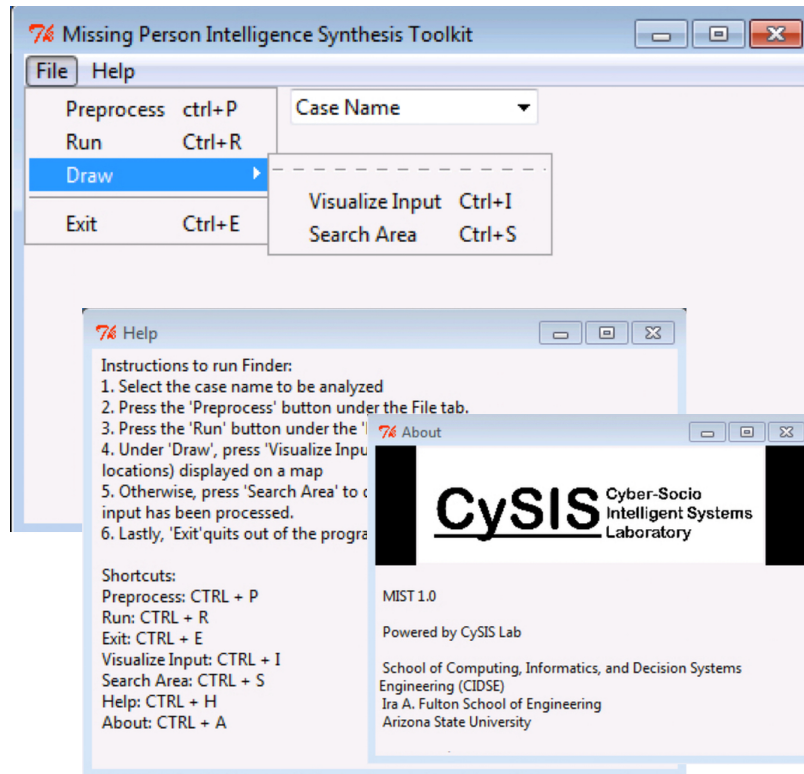 Missing Person Intelligence Synthesis Toolkit
File Help
Preprocess ctrl+P
Case Name
Run Ctrl+R
Draw
Visualize Input Ctrl+I
Exit Ctrl+E
Search Area Ctrl+S
Help
Instructions to run Finder:
1. Select the case name to be analyzed
2. Press the 'Preprocess' button under the File tab.
3. Press the 'Run' button under the '
4. Under 'Draw', press 'Visualize Inpu
locations) displayed on a map
5. Otherwise, press 'Search Area' to
input has been processed.
6. Lastly, 'Exit'quits out of the progra
Shortcuts:
Preprocess: CTRL + P
Run: CTRL + R
Exit: CTRL + E
Visualize Input: CTRL + I
Search Area: CTRL + S
Help: CTRL + H
About: CTRL + A
About
CySIS Cyber-Socio
Intelligent Systems
Laboratory
MIST 1.0
Powered by CySIS Lab
School of Computing, Informatics, and Decision Systems
Engineering (CIDSE)
Ira A. Fulton School of Engineering
Arizona State University